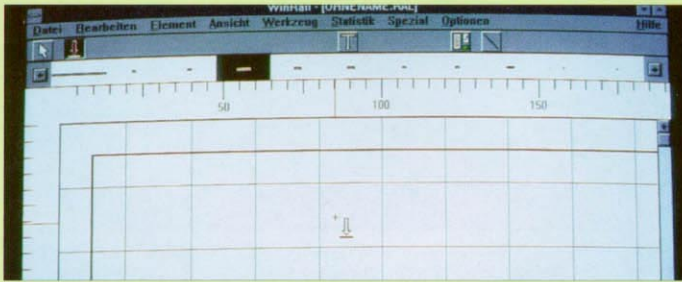 WinRail - [OHNENAME.RAL]
Datei Bearbeiten Element Ansicht Werkzeug Statistik Spezial Optionen Hilfe
T
50 100 150